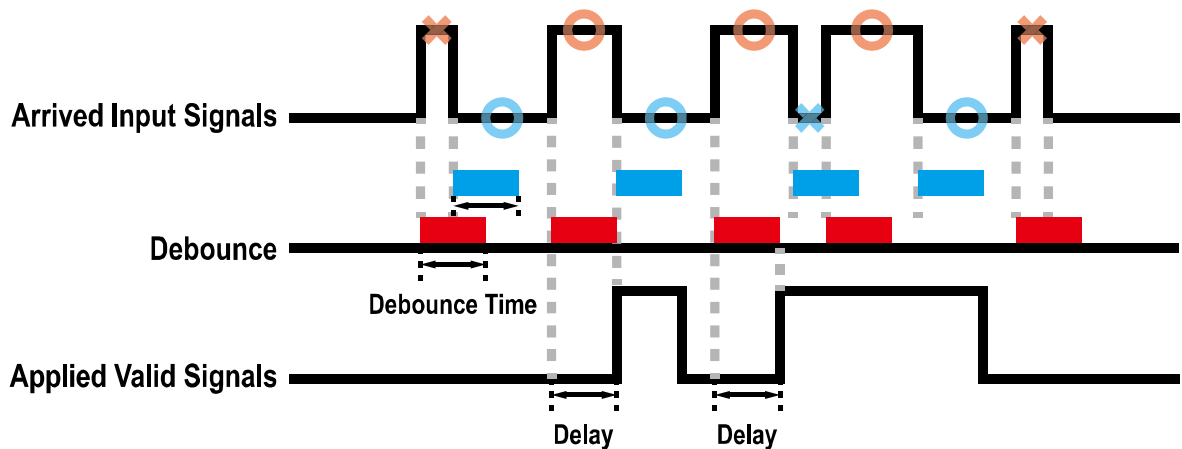 Arrived Input Signals
Debounce
Debounce Time
Applied Valid Signals
Delay
Delay